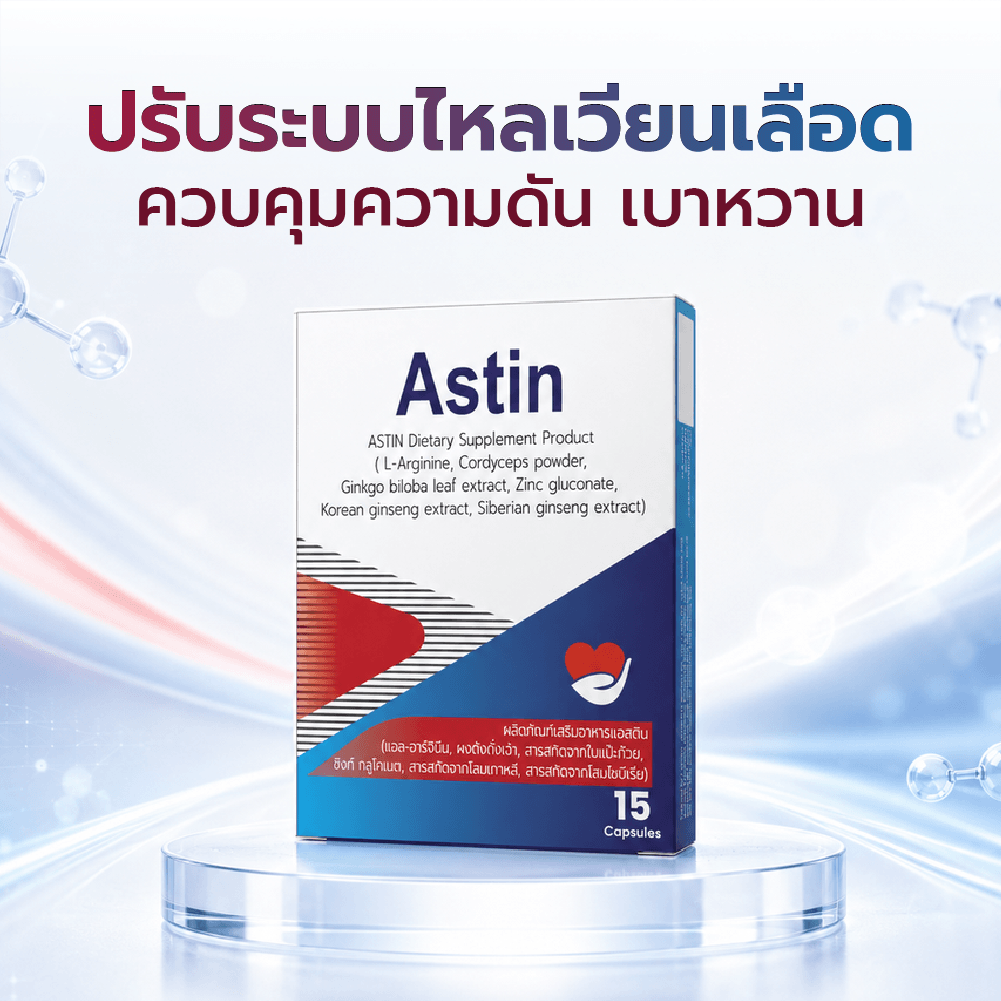 ปรับระบบไหลเวียนเลือด
ควบคุมความดัน เบาหวาน
Astin
ASTIN Dietary Supplement Product
( L-Arginine, Cordyceps powder,
Ginkgo biloba leaf extract, Zinc gluconate,
Korean ginseng extract, Siberian ginseng extract)
ผลิตภัณฑ์เสริมอาหารแอสติน
(แอล-อาร์จินีน, ผงถั่งถั่งเฉ้า, สารสกัดจากใบแป๊ะก๊วย,
ซิงก์ กลูโคเนต, สารสกัดจากโสมเกาหลี, สารสกัดจากโสมไซบีเรีย)
15
Capsules